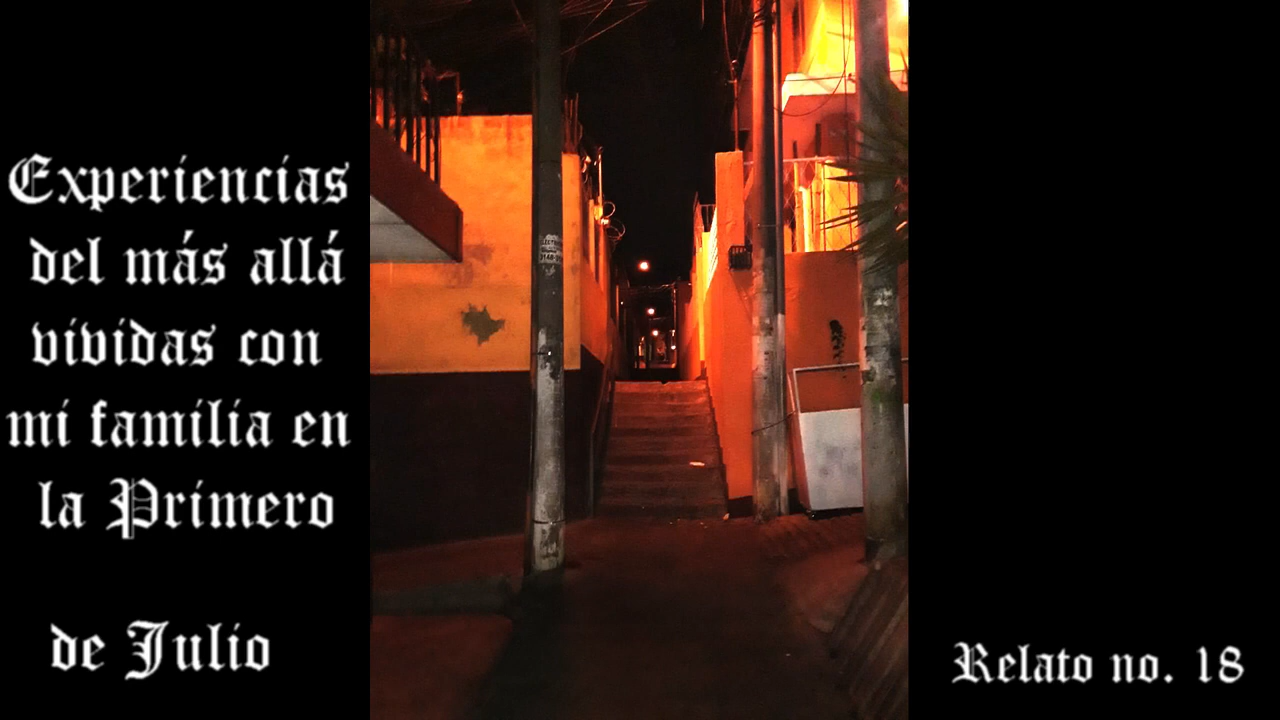 Experiencias
del más allá
vividas con
mi familia en
la Primero
de Julio
Relato no. 18